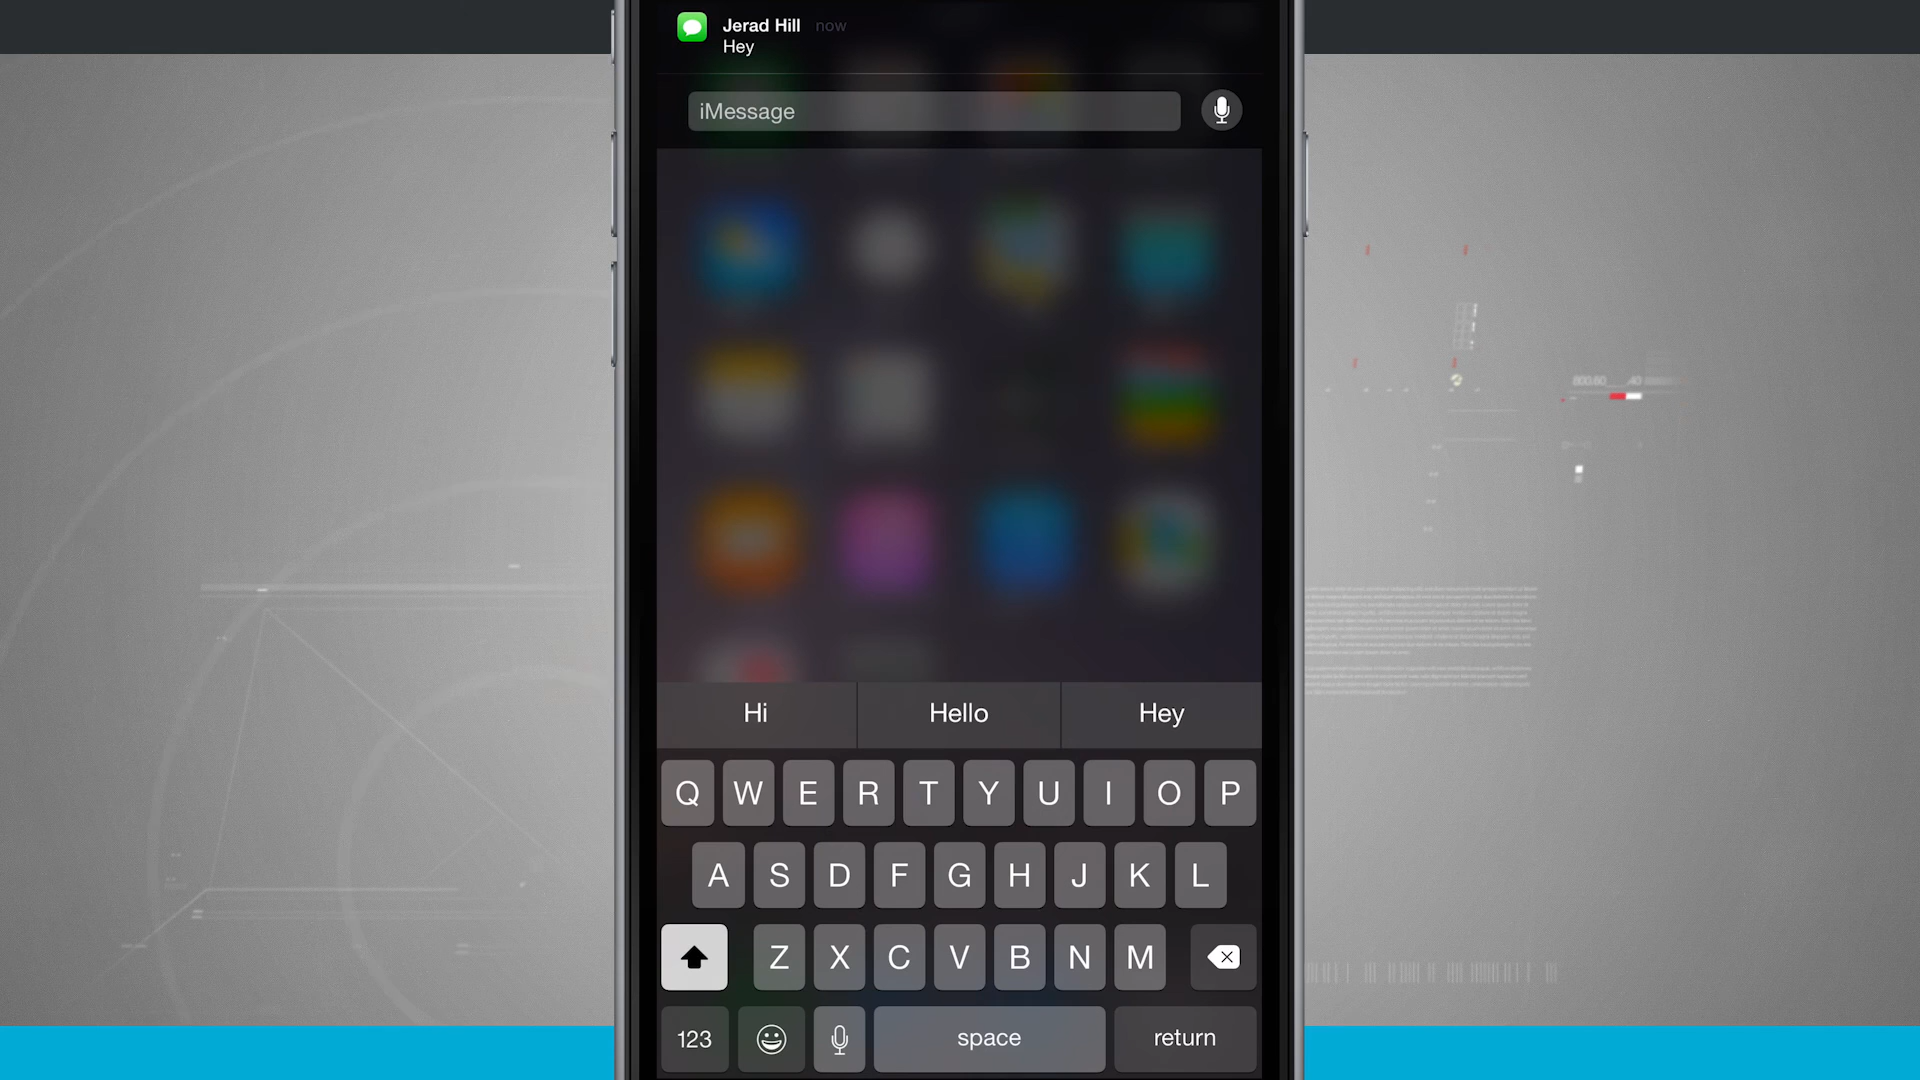 Jerad Hill now
Hey
iMessage
Hi Hello Hey
Q W E R T Y U I O P
A S D F G H J K L
Z X C V B N M
123 space return